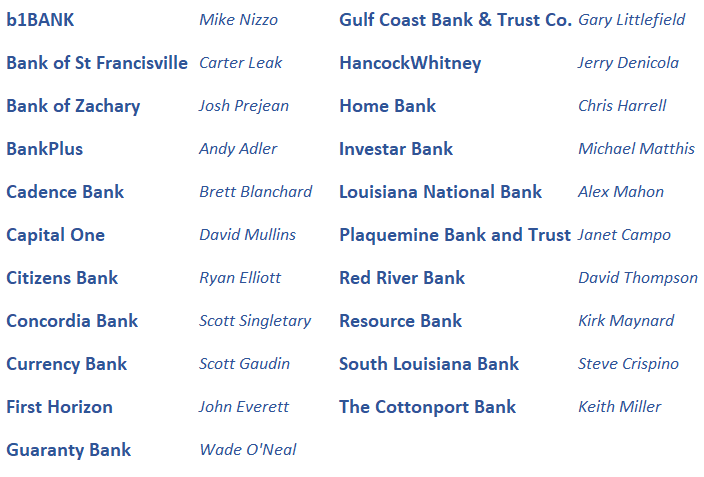 b1BANK Mike Nizzo Gulf Coast Bank & Trust Co. Gary Littlefield
Bank of St Francisville Carter Leak HancockWhitney Jerry Denicola
Bank of Zachary Josh Prejean Home Bank Chris Harrell
BankPlus Andy Adler Investar Bank Michael Matthis
Cadence Bank Brett Blanchard Louisiana National Bank Alex Mahon
Capital One David Mullins Plaquemine Bank and Trust Janet Campo
Citizens Bank Ryan Elliott Red River Bank David Thompson
Concordia Bank Scott Singletary Resource Bank Kirk Maynard
Currency Bank Scott Gaudin South Louisiana Bank Steve Crispino
First Horizon John Everett The Cottonport Bank Keith Miller
Guaranty Bank Wade O'Neal